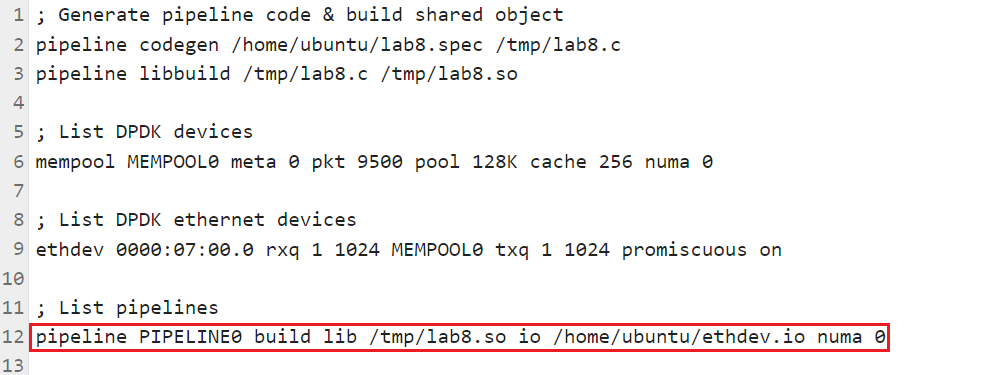 1 ; Generate pipeline code & build shared object
2 pipeline codegen /home/ubuntu/lab8.spec /tmp/lab8.c
3 pipeline libbuild /tmp/lab8.c /tmp/lab8.so
4
5 ; List DPDK devices
6 mempool MEMPOOL0 meta 0 pkt 9500 pool 128K cache 256 numa 0
7
8 ; List DPDK ethernet devices
9 ethdev 0000:07:00.0 rxq 1 1024 MEMPOOL0 txq 1 1024 promiscuous on
10
11 ; List pipelines
12 pipeline PIPELINE0 build lib /tmp/lab8.so io /home/ubuntu/ethdev.io numa 0
13